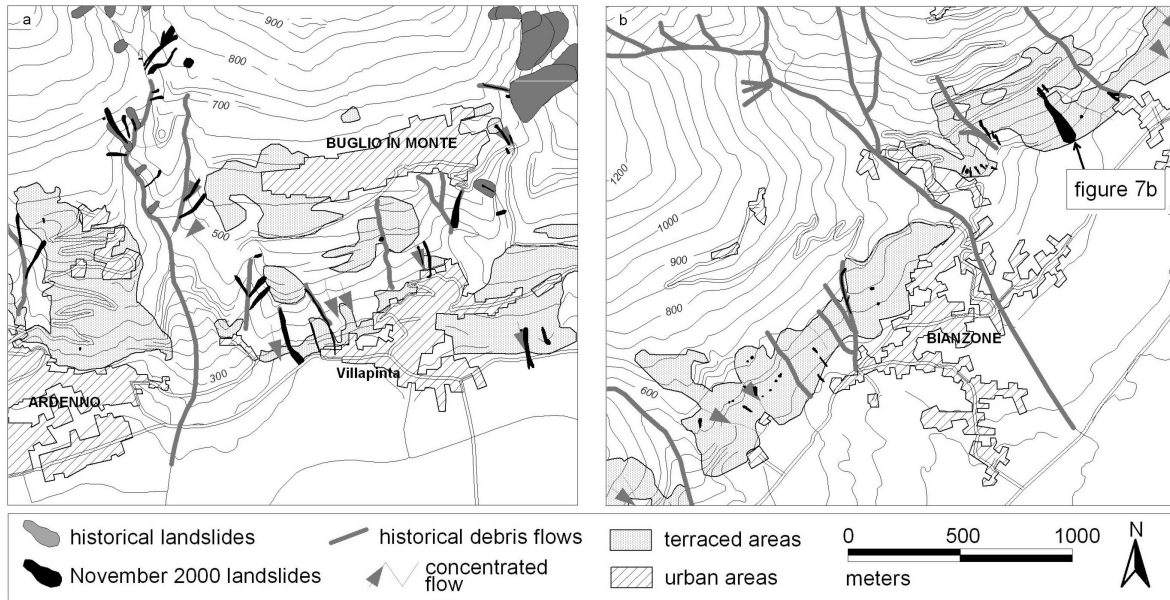 a
900
800
700
BUGLIO IN MONTE
500
300
Villapinta
ARDENNO
b
1200
1000
900
800
600
BIANZONE
figure 7b
historical landslides
November 2000 landslides
historical debris flows
concentrated
flow
terraced areas
urban areas
0 500 1000
meters
N